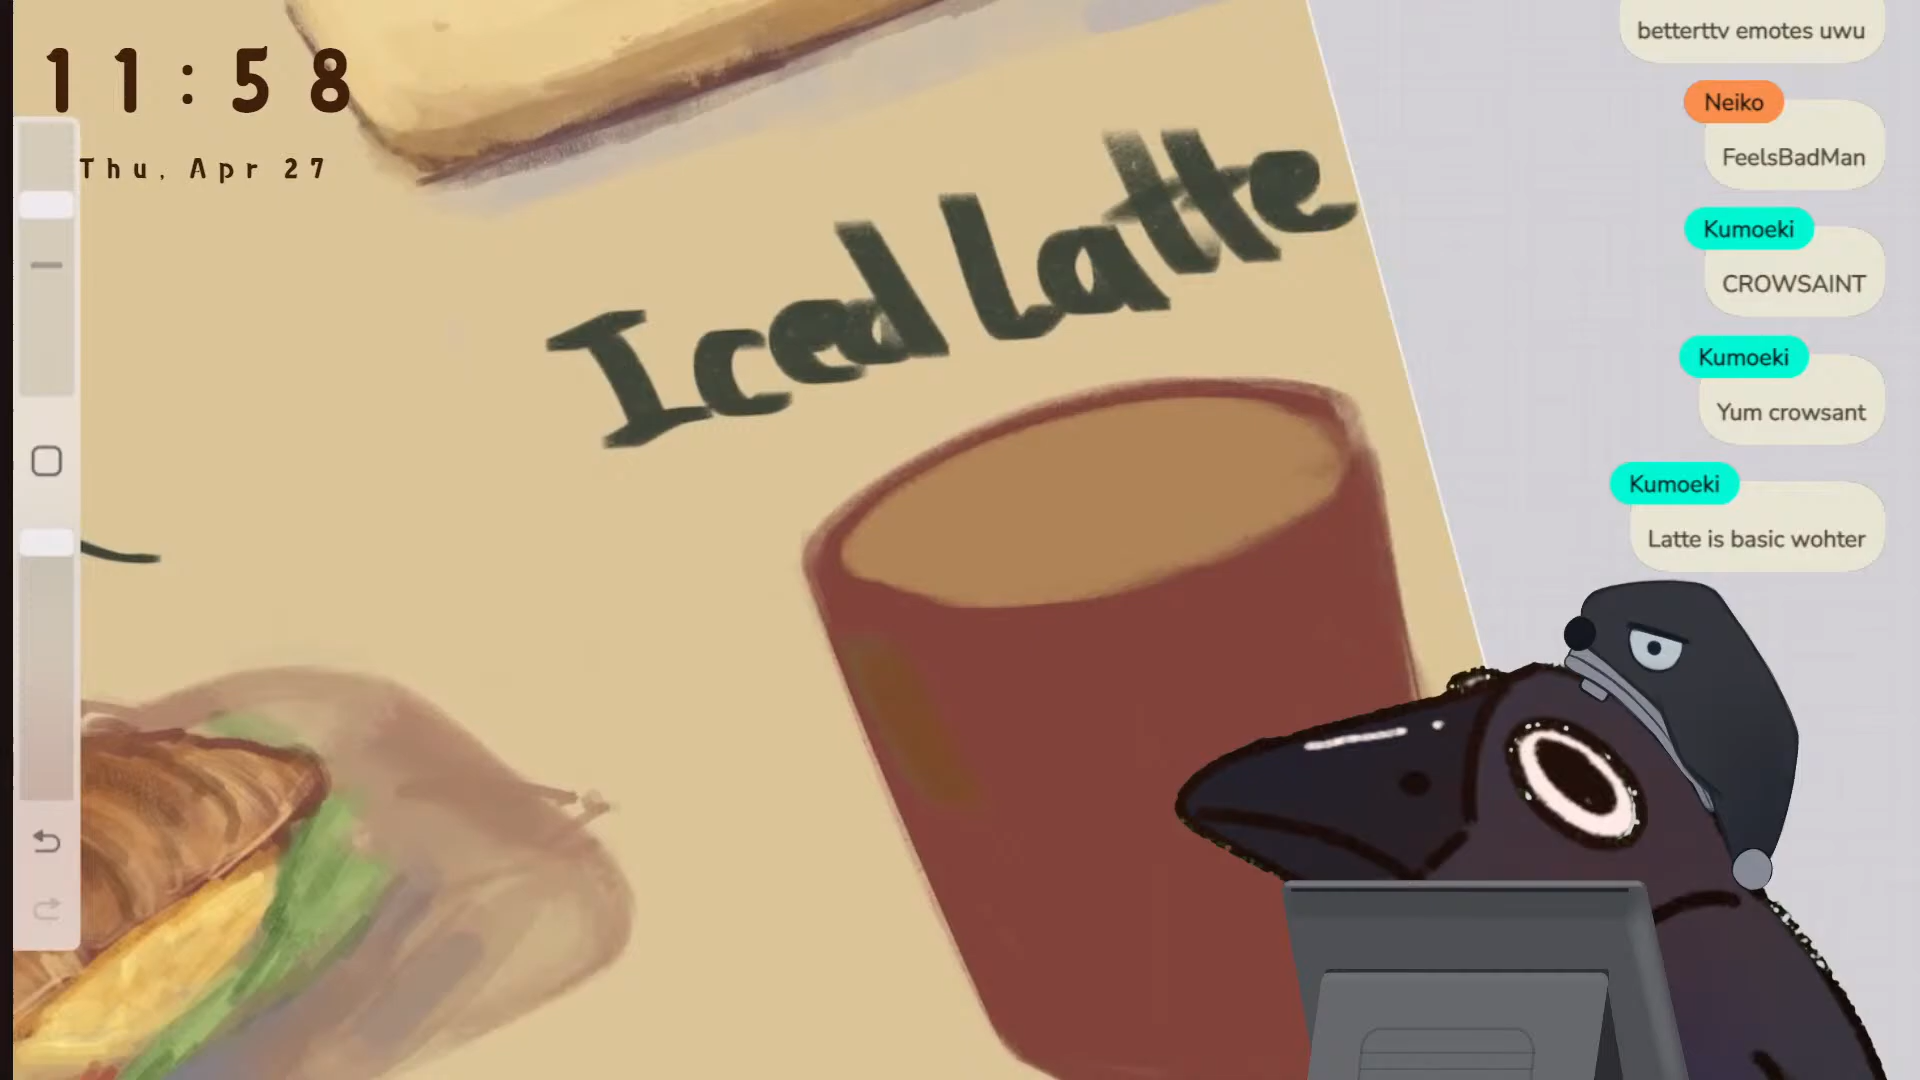 11:58
Thu, Apr 27
Iced latte
betterttv emotes uwu
Neiko
FeelsBadMan
Kumoeki
CROWSAINT
Kumoeki
Yum crowsant
Kumoeki
Latte is basic wohter